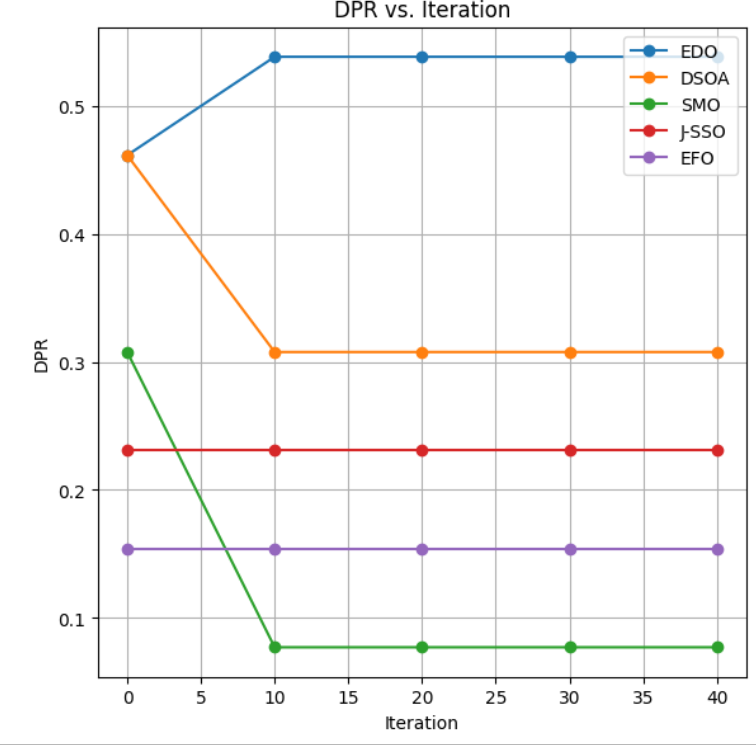 DPR vs. Iteration
EDO
DSOA
SMO
J-SSO
EFO
0.5
0.4
0.3
0.2
0.1
DPR
0 5 10 15 20 25 30 35 40
Iteration